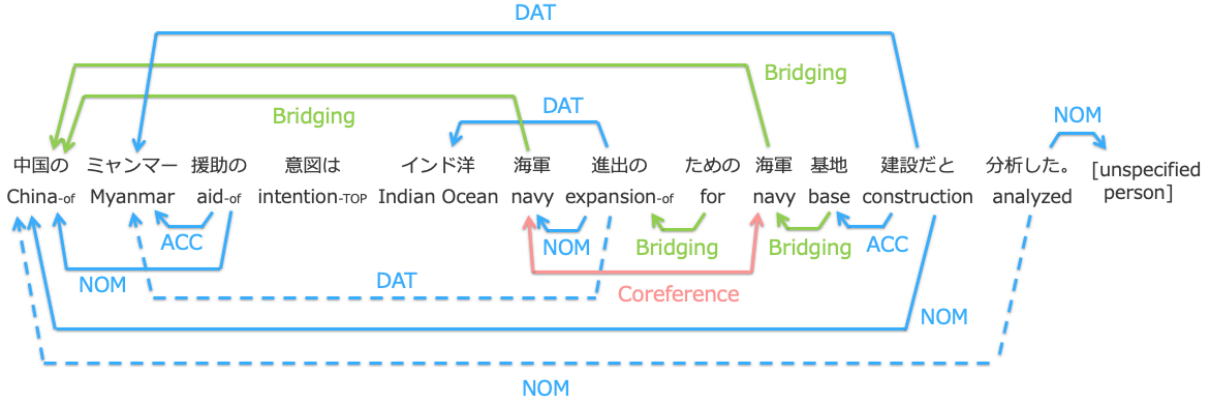 DAT
Bridging
DAT
NOM
Bridging
中国の ミャンマー 援助の 意図は インド洋 海軍 進出の ための 海軍 基地 建設だと 分析した。 [unspecified person]
China-of Myanmar aid-of intention-TOP Indian Ocean navy expansion-of for navy base construction analyzed
ACC NOM Bridging Bridging ACC
NOM DAT Coreference NOM
NOM